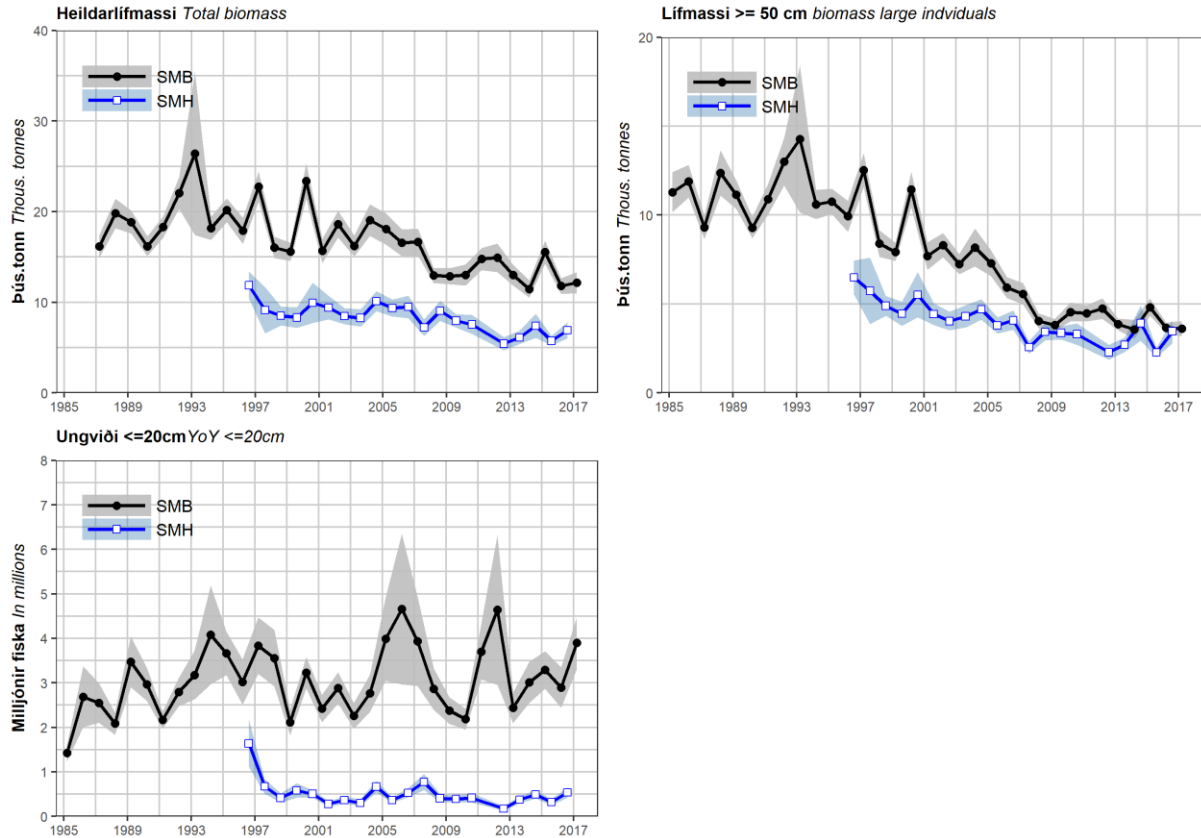 Heildarlífmassi Total biomass
Þús.tonn Thous. tonnes
40
30
20
10
0
SMB
SMH
1985 1989 1993 1997 2001 2005 2009 2013 2017
Lífmassi >= 50 cm biomass large indviduals
Þús.tonn Thous. tonnes
20
10
0
SMB
SMH
1985 1989 1993 1997 2001 2005 2009 2013 2017
Ungviði <=20cm YoY <=20cm
Milljónir fiska In millions
8
7
6
5
4
3
2
1
0
SMB
SMH
1985 1989 1993 1997 2001 2005 2009 2013 2017